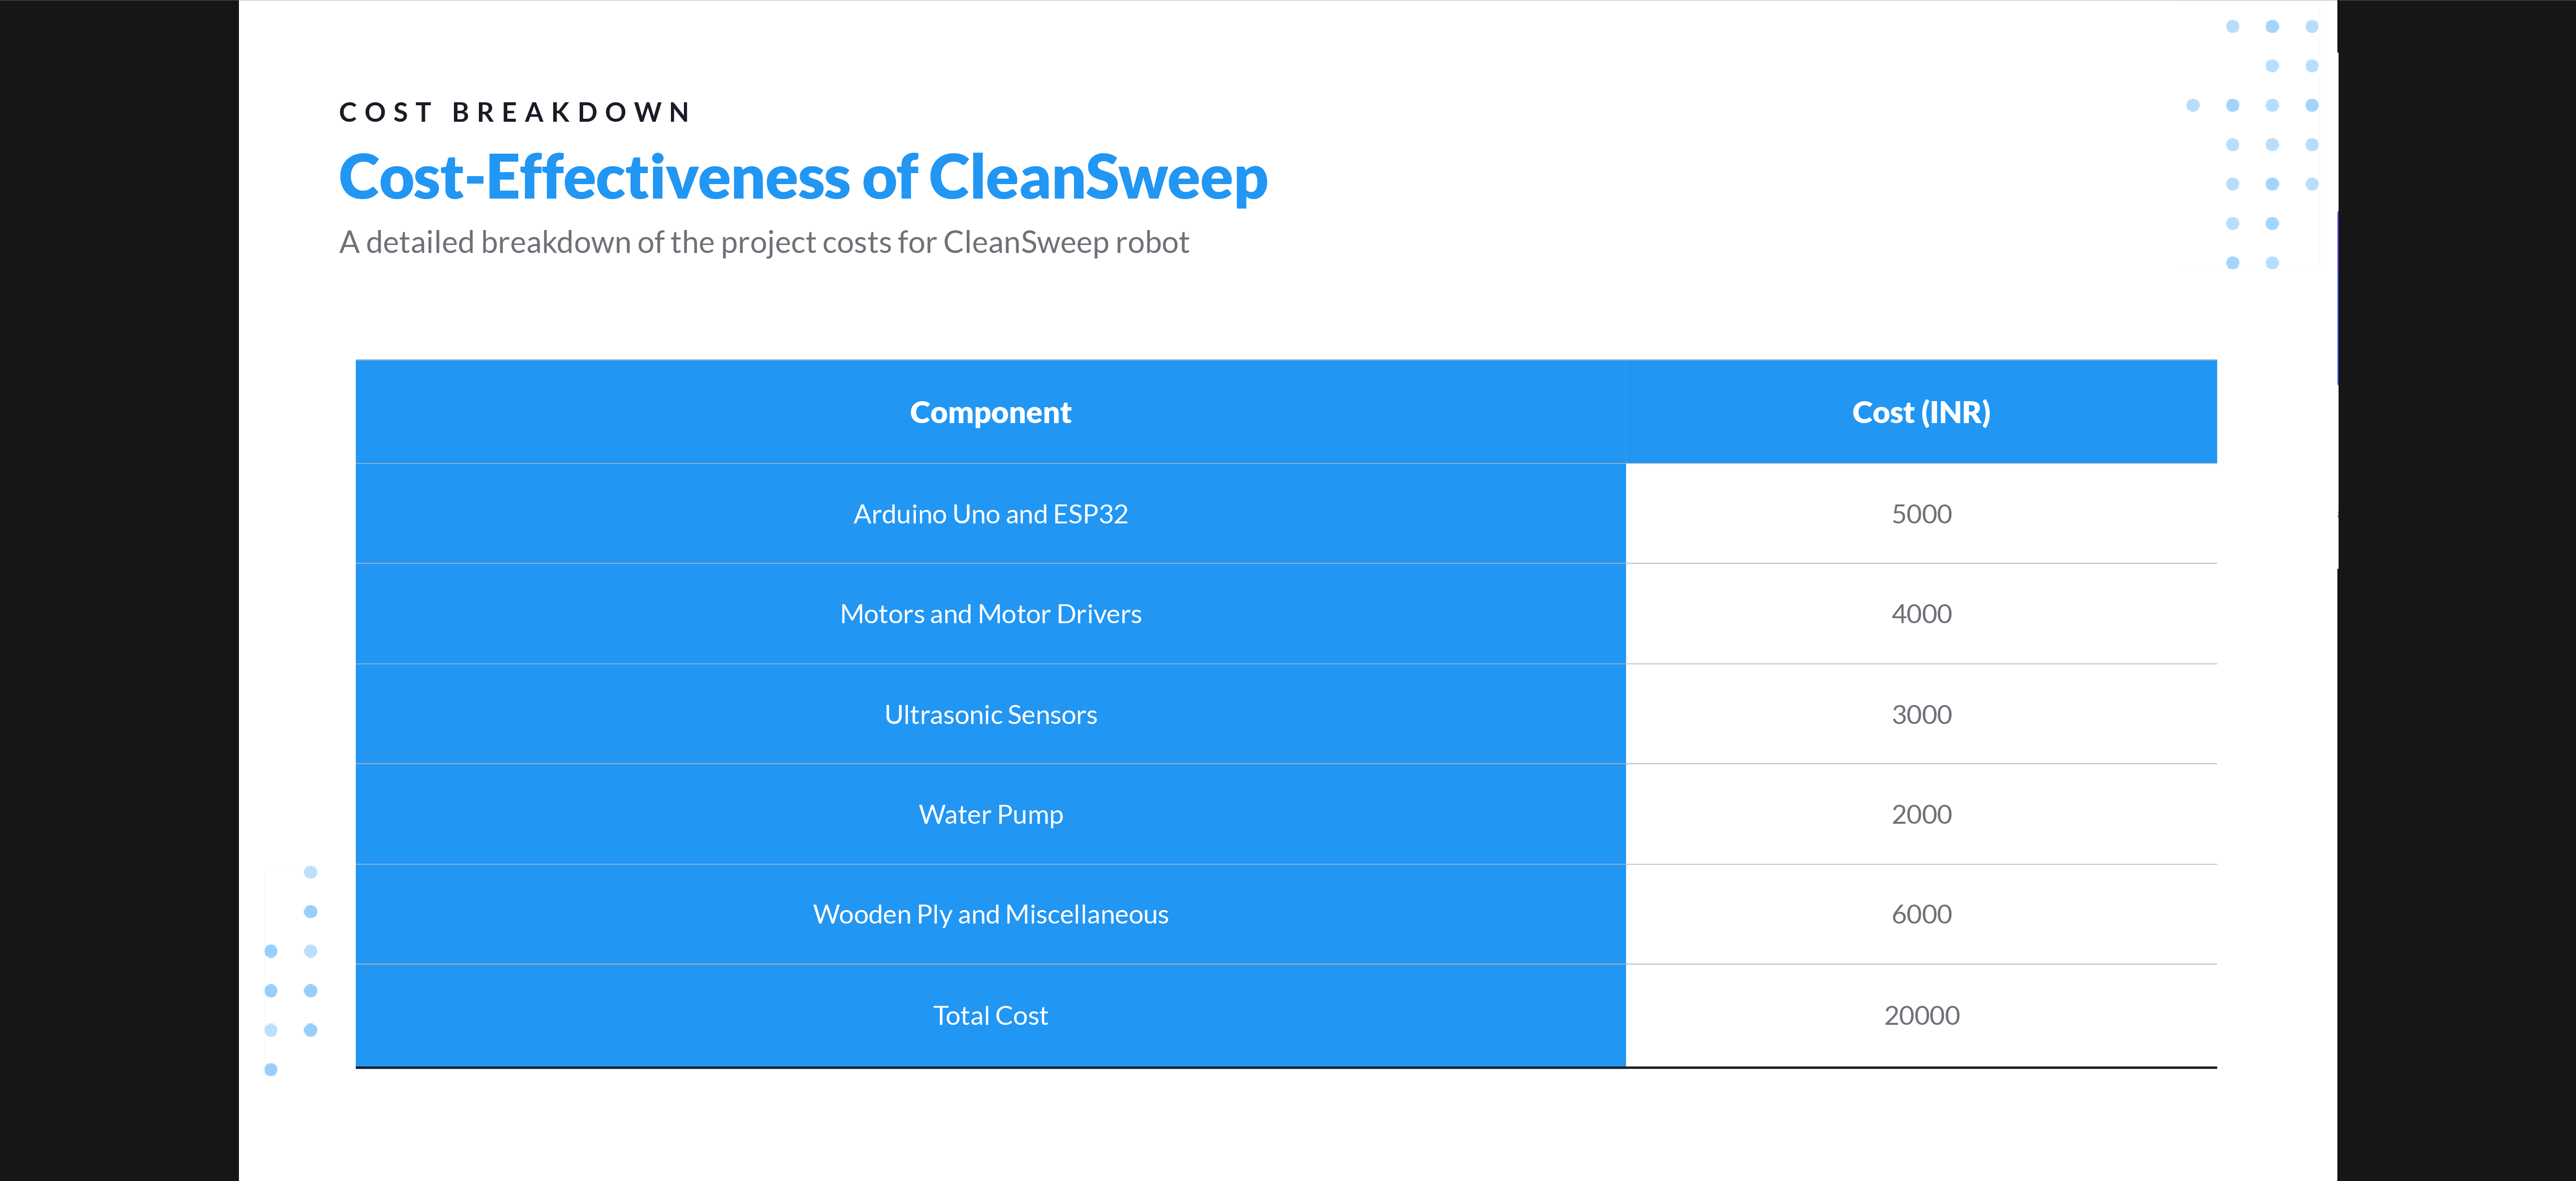 COST BREAKDOWN
Cost-Effectiveness of CleanSweep
A detailed breakdown of the project costs for CleanSweep robot
Component Cost (INR)
Arduino Uno and ESP32 5000
Motors and Motor Drivers 4000
Ultrasonic Sensors 3000
Water Pump 2000
Wooden Ply and Miscellaneous 6000
Total Cost 20000